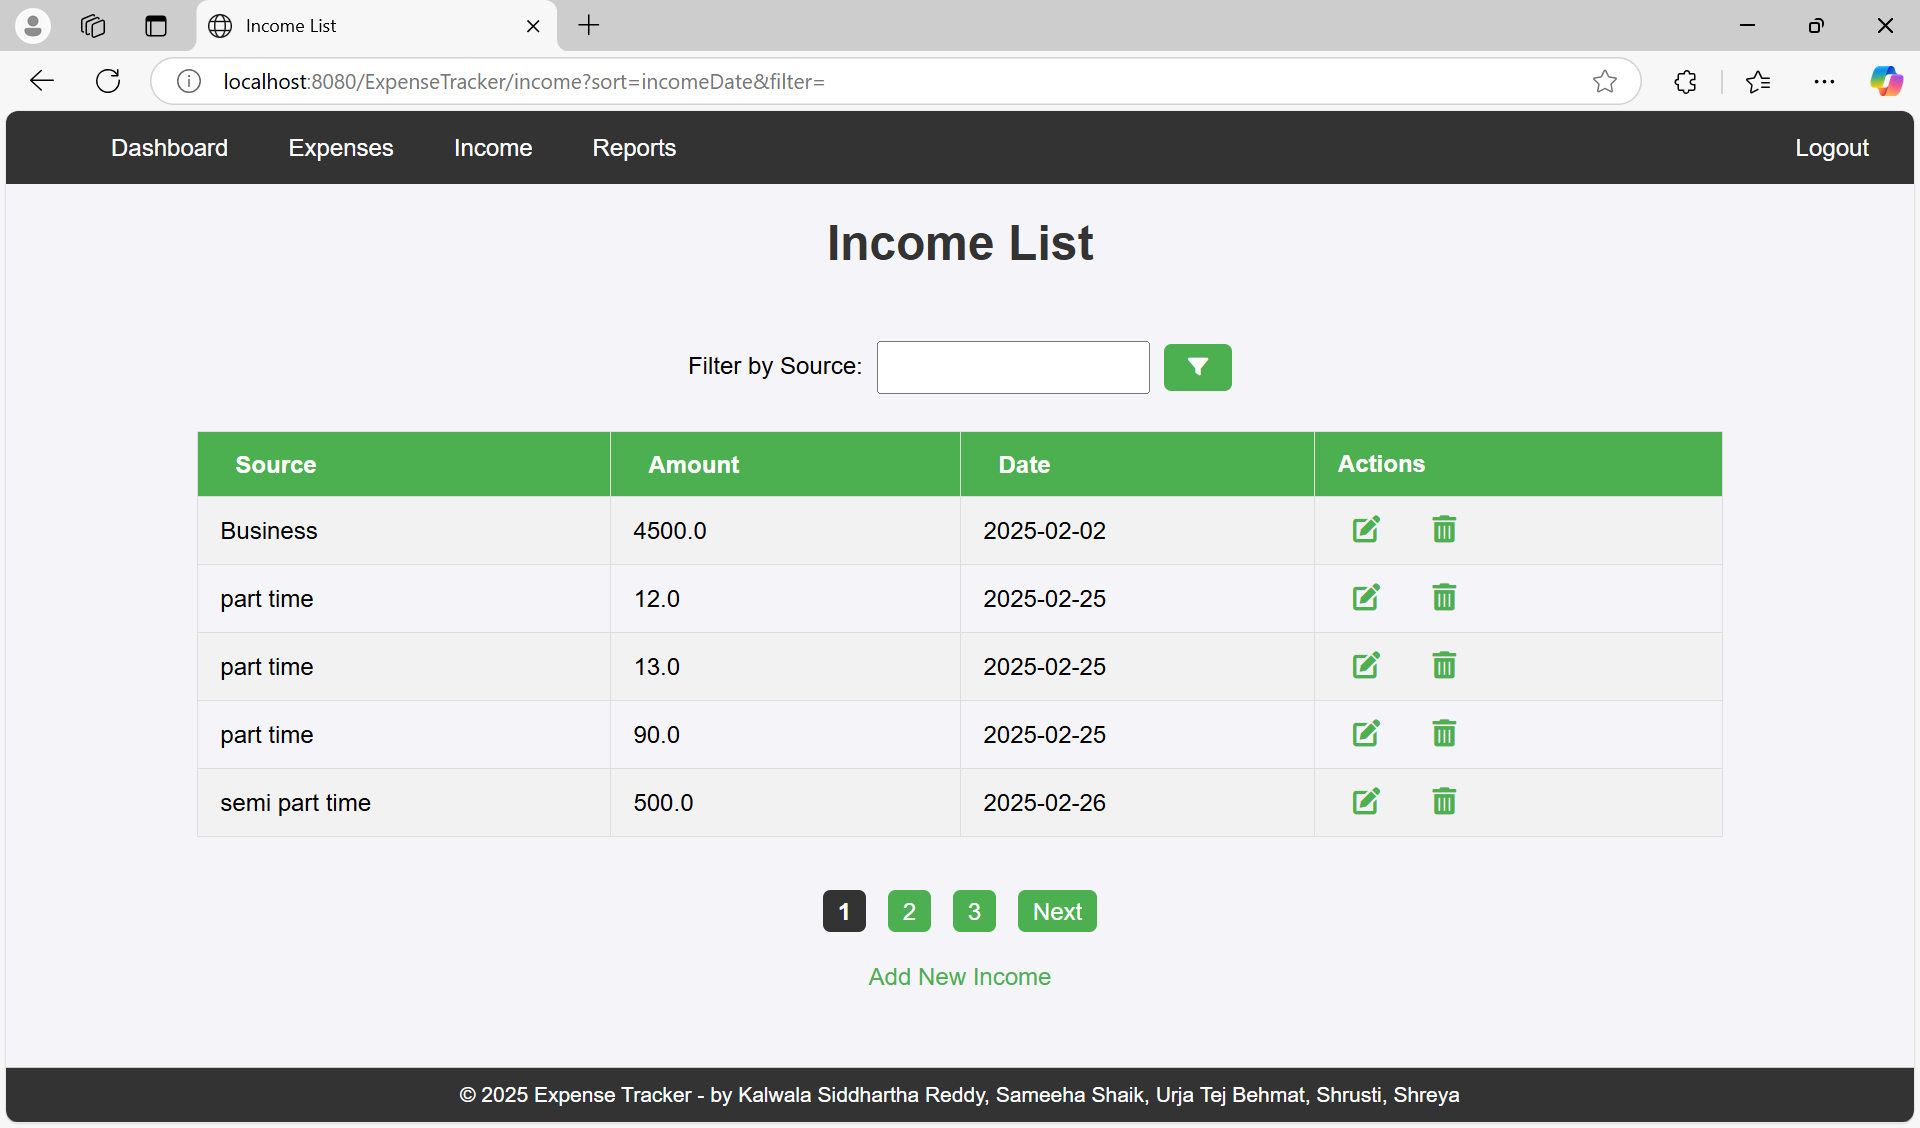 Income List
localhost:8080/ExpenseTracker/income?sort=incomeDate&filter=
Dashboard Expenses Income Reports Logout
Income List
Filter by Source:
Source Amount Date Actions
Business 4500.0 2025-02-02
part time 12.0 2025-02-25
part time 13.0 2025-02-25
part time 90.0 2025-02-25
semi part time 500.0 2025-02-26
1 2 3 Next
Add New Income
© 2025 Expense Tracker - by Kalwala Siddhartha Reddy, Sameeha Shaik, Urja Tej Behmat, Shrusti, Shreya